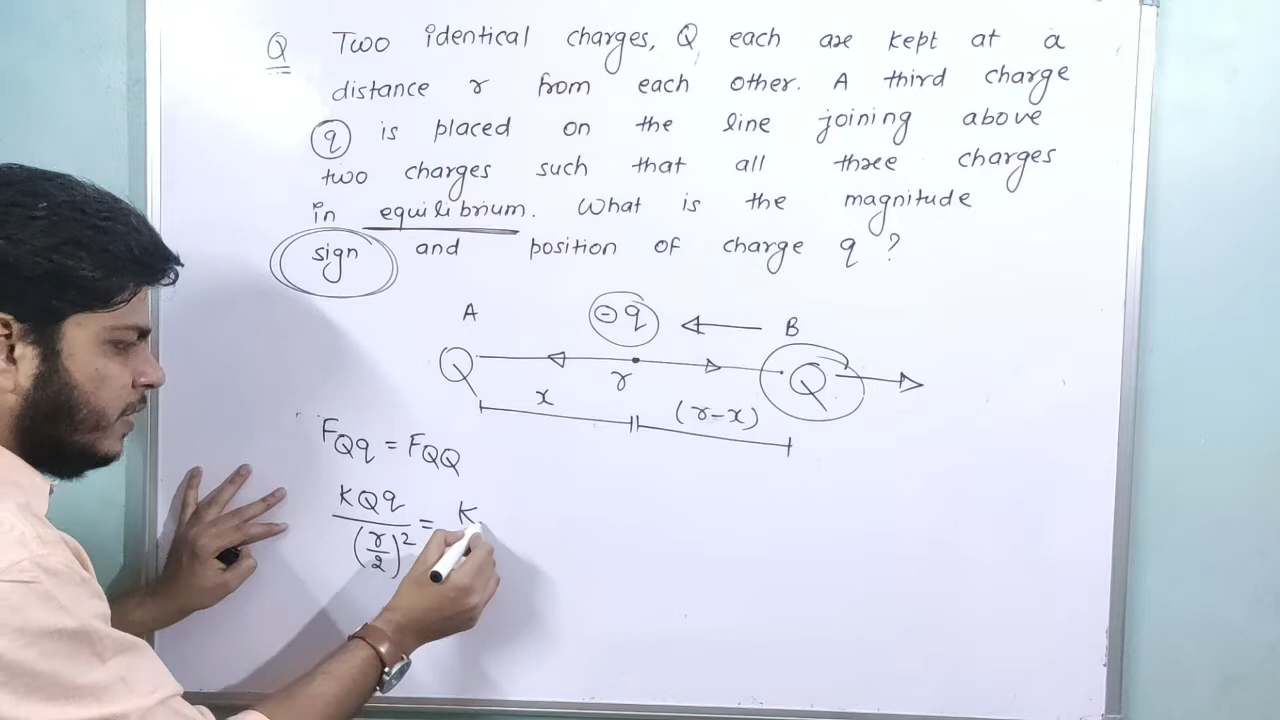 Q Two identical charges, Q each are kept at a
distance r from each other. A third charge
q is placed on the line joining above
two charges such that all three charges
in equilibrium. What is the magnitude
sign and position of charge q ?
A ⊖ q B
Q r Q
x (r-x)
F_Qq = F_QQ
KQq/(r/2)² = K